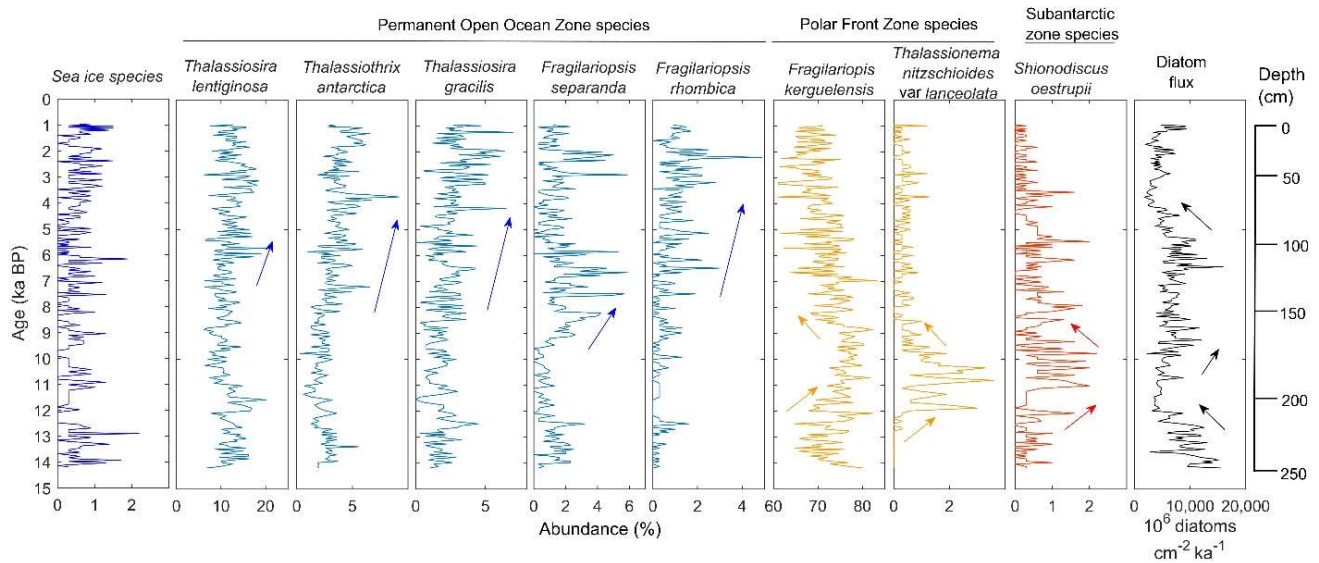 Permanent Open Ocean Zone species
Polar Front Zone species
Subantarctic
zone species
Sea ice species
Thalassiosira
lentiginosa
Thalassiothrix
antarctica
Thalassiosira
gracilis
Fragilariopsis
separanda
Fragilariopsis
rhombica
Fragilariopis
kerguelensis
Thalassionema
nitzschioides
var lanceolata
Shionodiscus
oestrupii
Diatom
flux
Depth
(cm)
Age (ka BP)
0
1
2
3
4
5
6
7
8
9
10
11
12
13
14
15
0 1 2
0 10 20
0 5
0 5
0 2 4 6
0 2 4
60 70 80
0 2
0 2
0 10,000 20,000
0
50
100
150
200
250
Abundance (%)
10⁶ diatoms
cm⁻² ka⁻¹